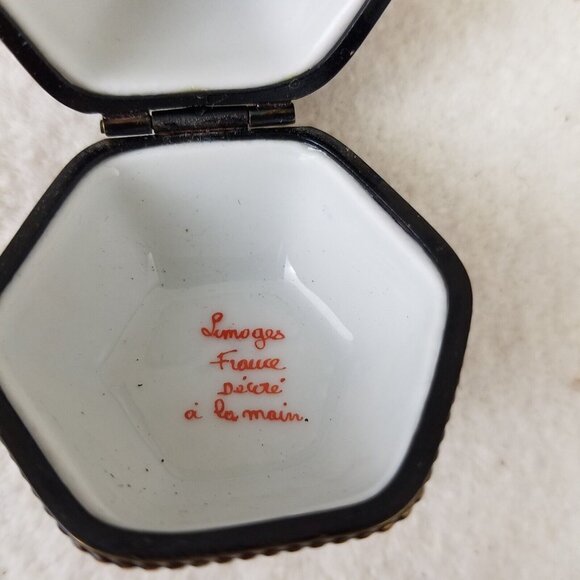 Limoges
France
Décoré
à la main.